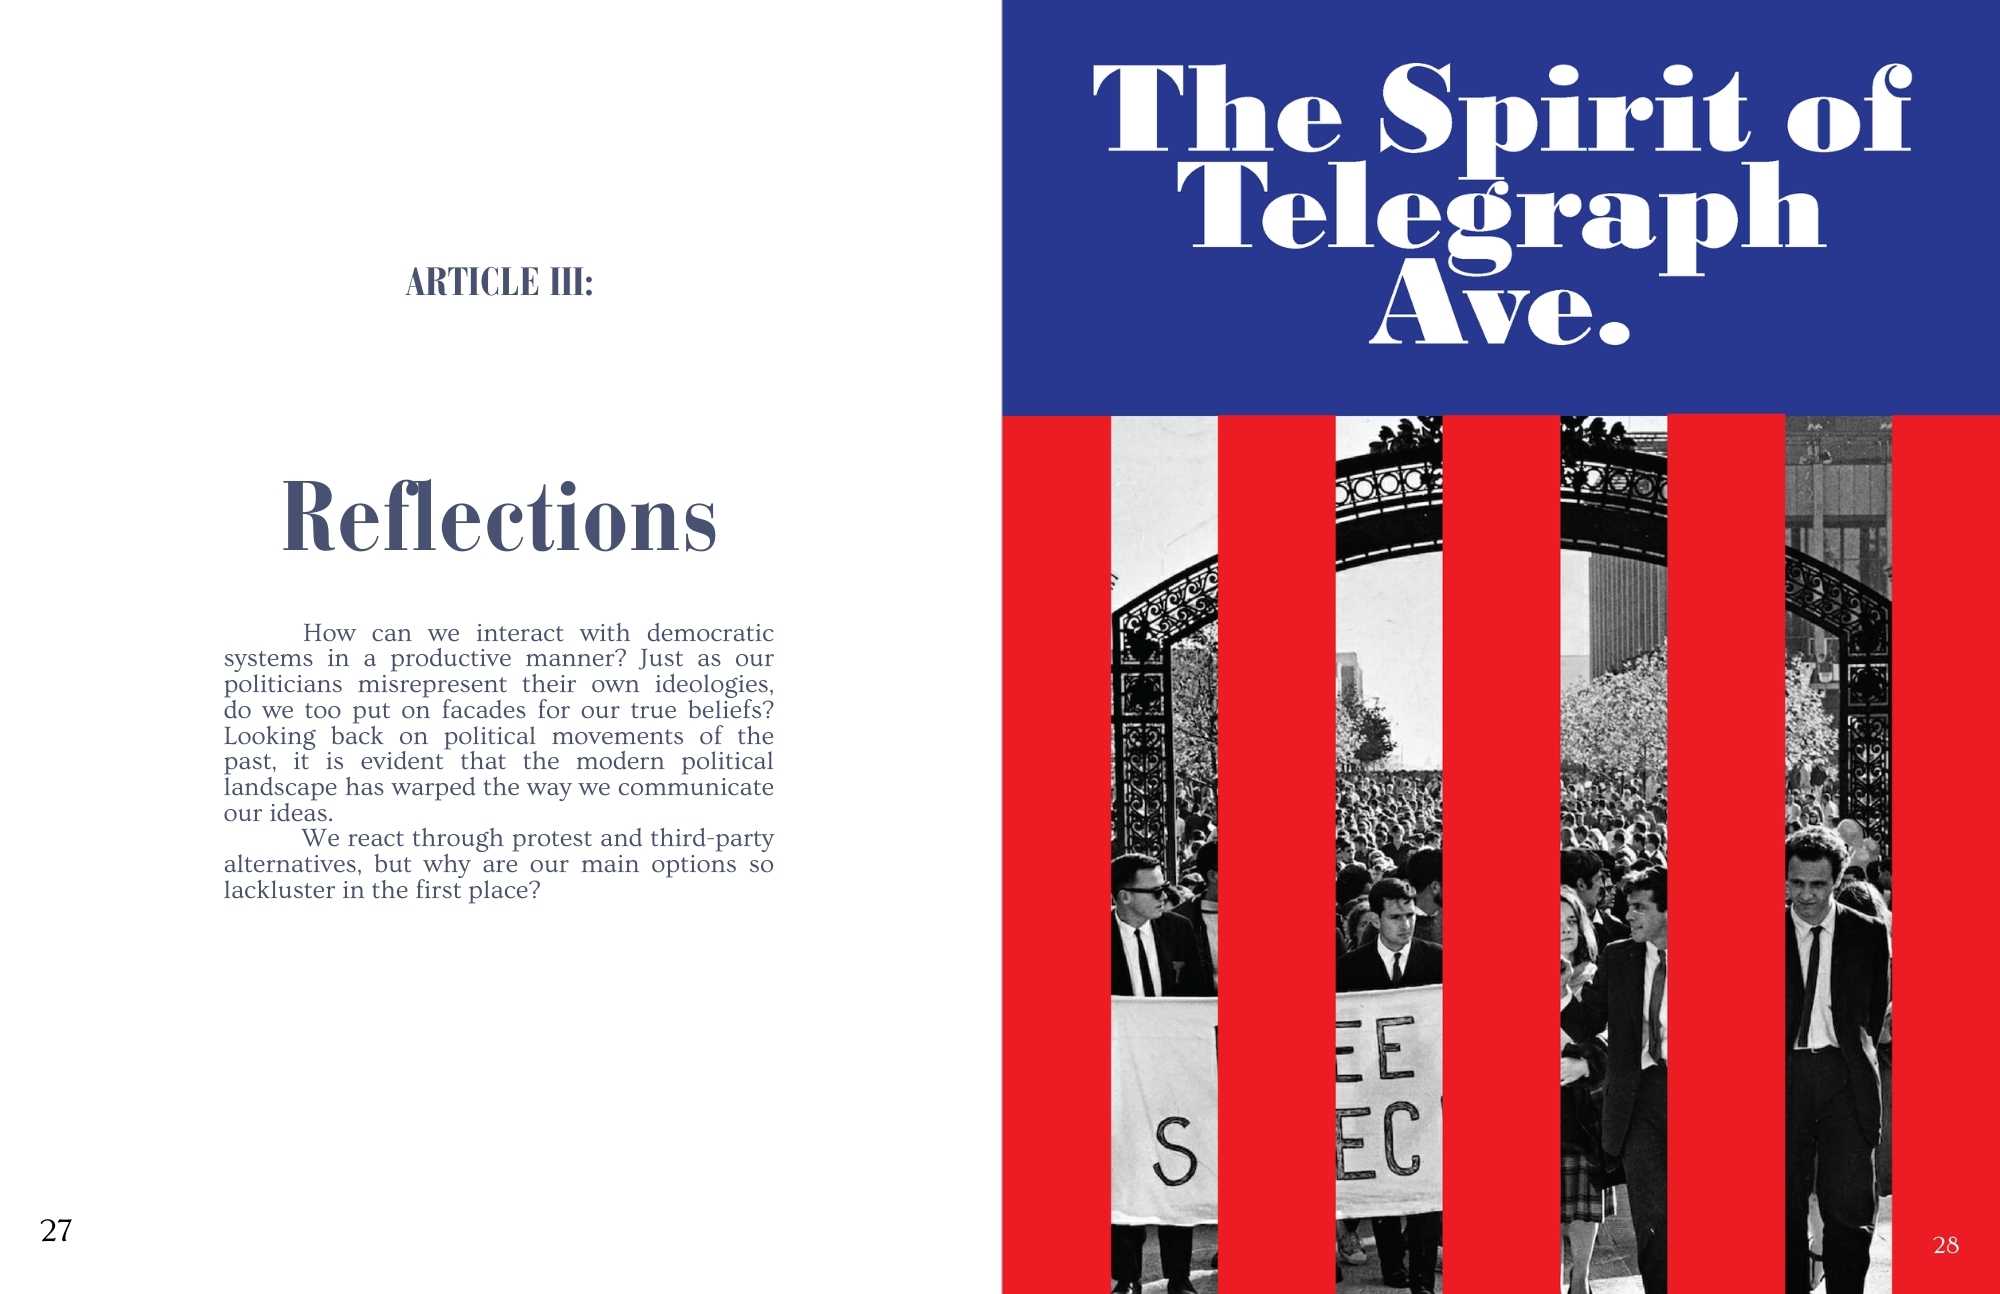 ARTICLE III:
Reflections
How can we interact with democratic
systems in a productive manner? Just as our
politicians misrepresent their own ideologies,
do we too put on facades for our true beliefs?
Looking back on political movements of the
past, it is evident that the modern political
landscape has warped the way we communicate
our ideas.
We react through protest and third-party
alternatives, but why are our main options so
lackluster in the first place?
27
The Spirit of
Telegraph
Ave.
EE
S EC
28